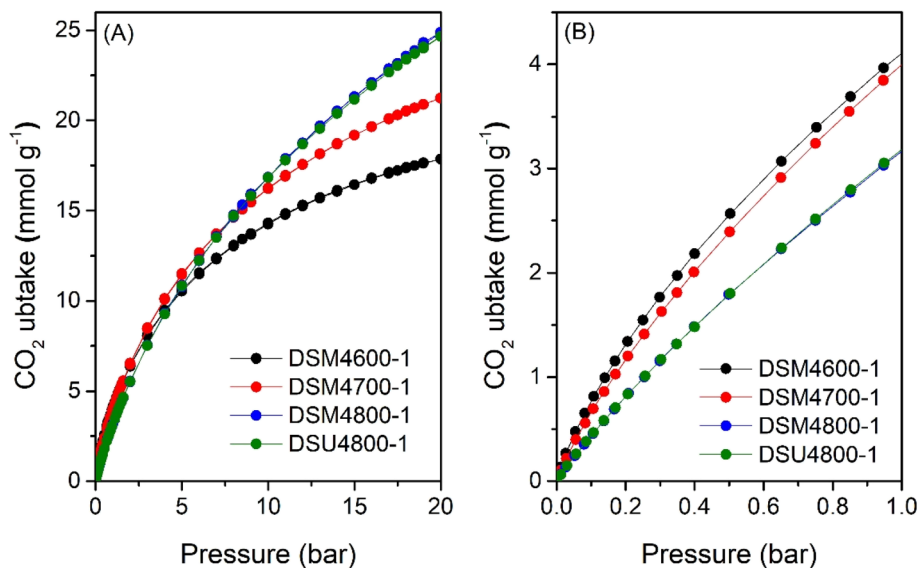 (A)
CO₂ ubtake (mmol g⁻¹)
25
20
15
10
5
0
0 5 10 15 20
Pressure (bar)
DSM4600-1
DSM4700-1
DSM4800-1
DSU4800-1
(B)
CO₂ ubtake (mmol g⁻¹)
4
3
2
1
0
0.0 0.2 0.4 0.6 0.8 1.0
Pressure (bar)
DSM4600-1
DSM4700-1
DSM4800-1
DSU4800-1